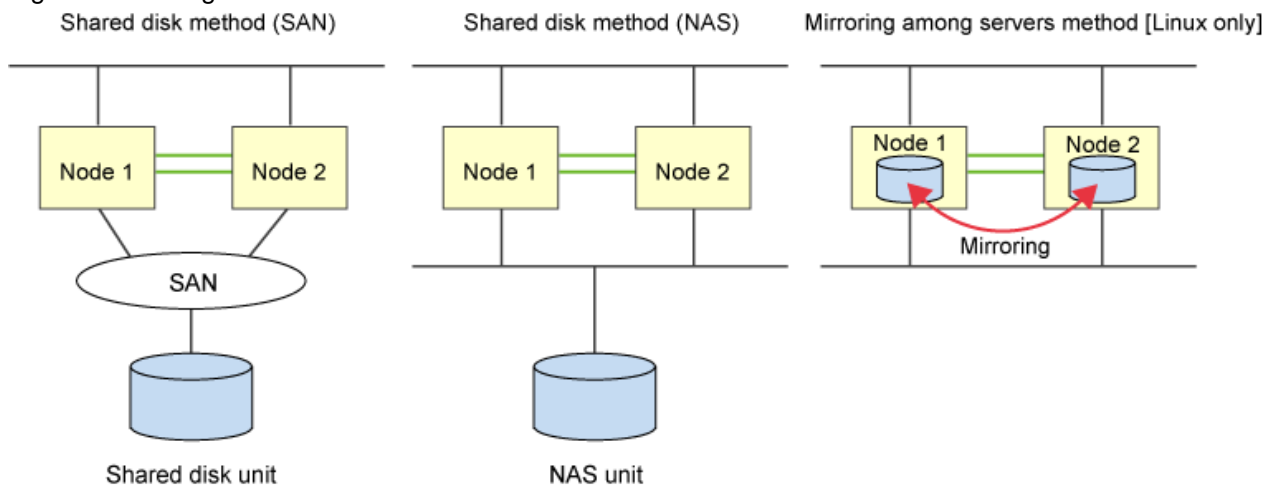 Shared disk method (SAN)
Shared disk method (NAS)
Mirroring among servers method [Linux only]
Node 1
Node 2
Node 1
Node 2
Node 1
Node 2
Mirroring
SAN
Shared disk unit
NAS unit